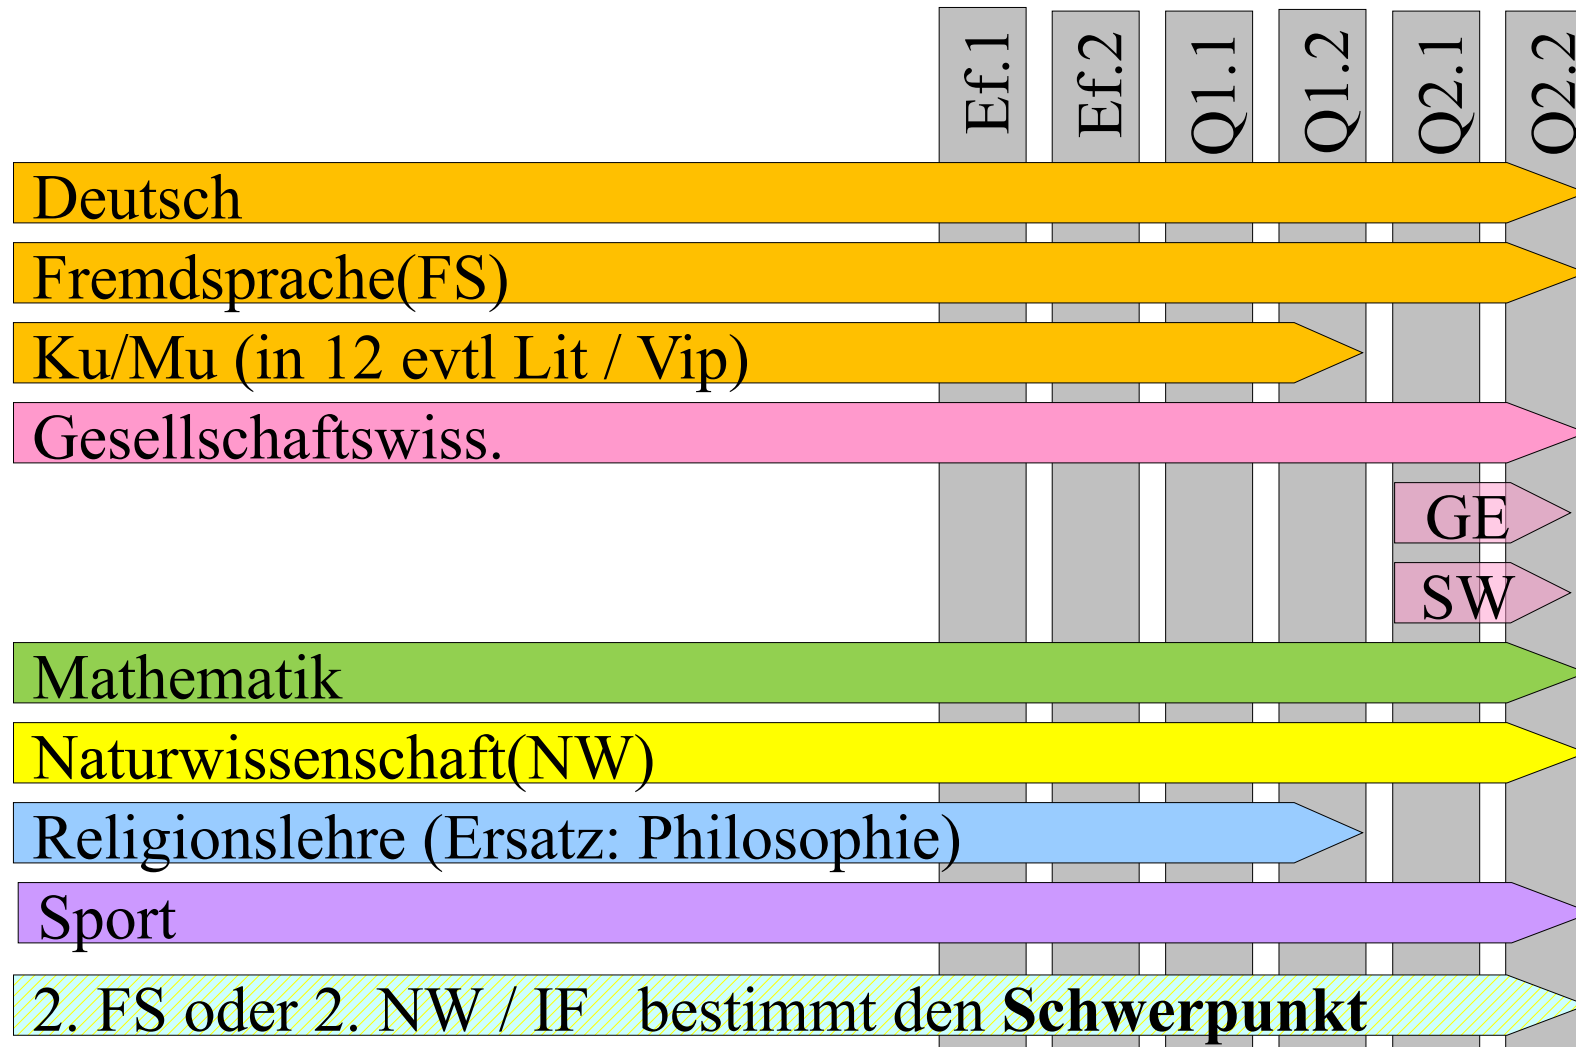 Ef.1 Ef.2 Q1.1 Q1.2 Q2.1 Q2.2
Deutsch
Fremdsprache(FS)
Ku/Mu (in 12 evtl Lit / Vip)
Gesellschaftswiss.
GE
SW
Mathematik
Naturwissenschaft(NW)
Religionslehre (Ersatz: Philosophie)
Sport
2. FS oder 2. NW / IF bestimmt den Schwerpunkt